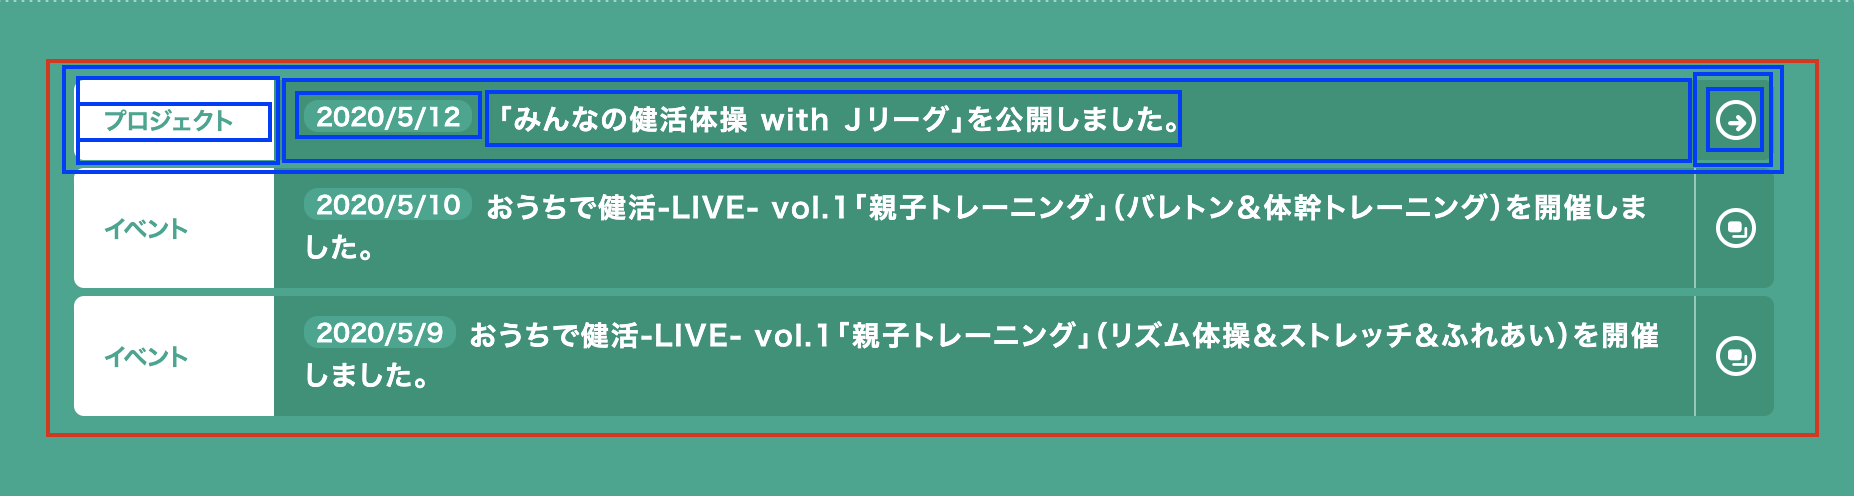 プロジェクト
2020/5/12 「みんなの健活体操 with Jリーグ」を公開しました。
イベント
2020/5/10 おうちで健活-LIVE- vol.1「親子トレーニング」(バレトン&体幹トレーニング)を開催しま
した。
イベント
2020/5/9 おうちで健活-LIVE- vol.1「親子トレーニング」(リズム体操&ストレッチ&ふれあい)を開催
しました。